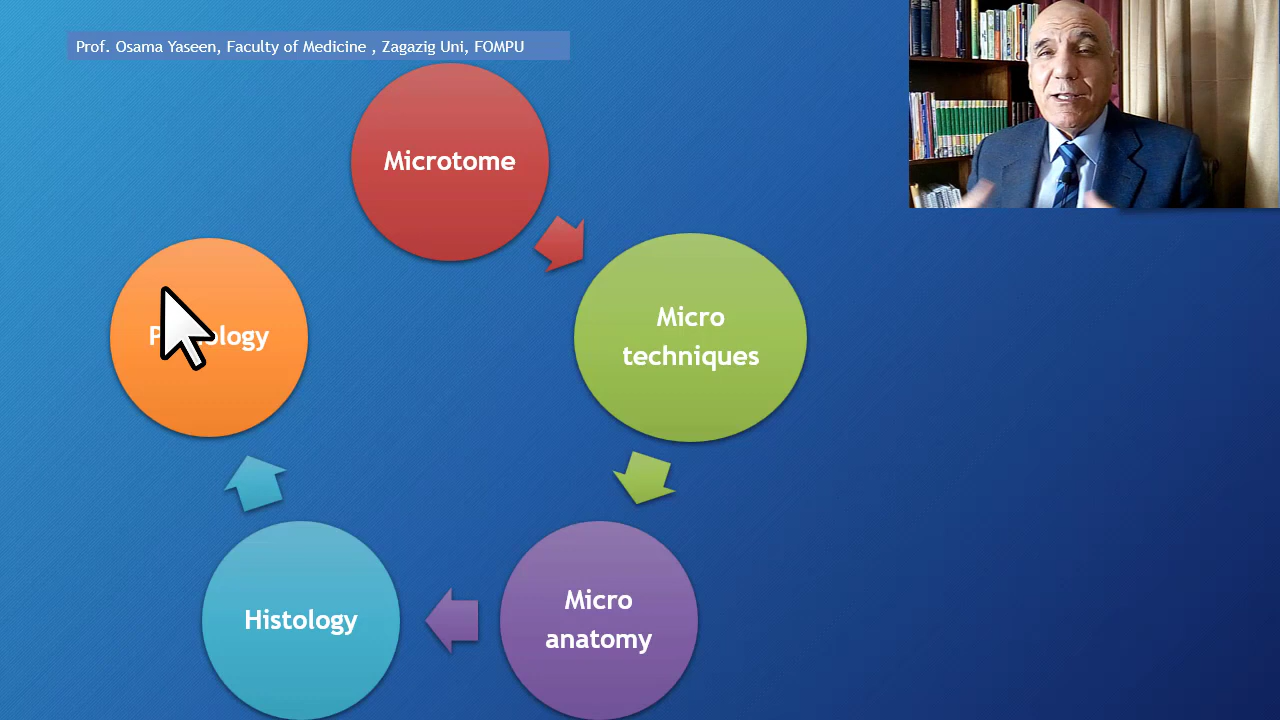 Prof. Osama Yaseen, Faculty of Medicine , Zagazig Uni, FOMPU
Microtome
Micro
techniques
Micro
anatomy
Histology